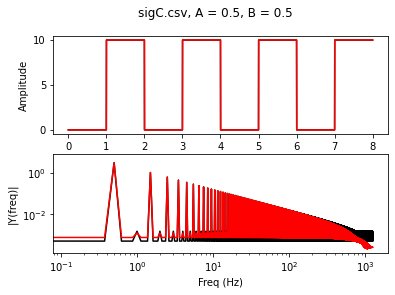 sigC.csv, A = 0.5, B = 0.5
Amplitude
10
5
0
0 1 2 3 4 5 6 7 8
|Y(freq)|
10⁰
10⁻²
10⁻¹ 10⁰ 10¹ 10² 10³
Freq (Hz)